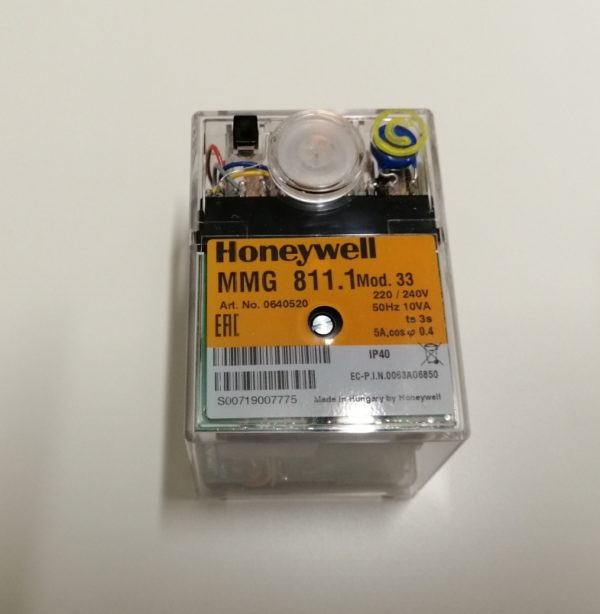 Honeywell
MMG 811.1 Mod. 33
Art. No. 0640520
220 / 240V
50Hz 10VA
EAC
ts 3s
5A,cos φ 0.4
IP40
EC-P.I.N.0063AO6850
S00719007775
Made in Hungary by Honeywell